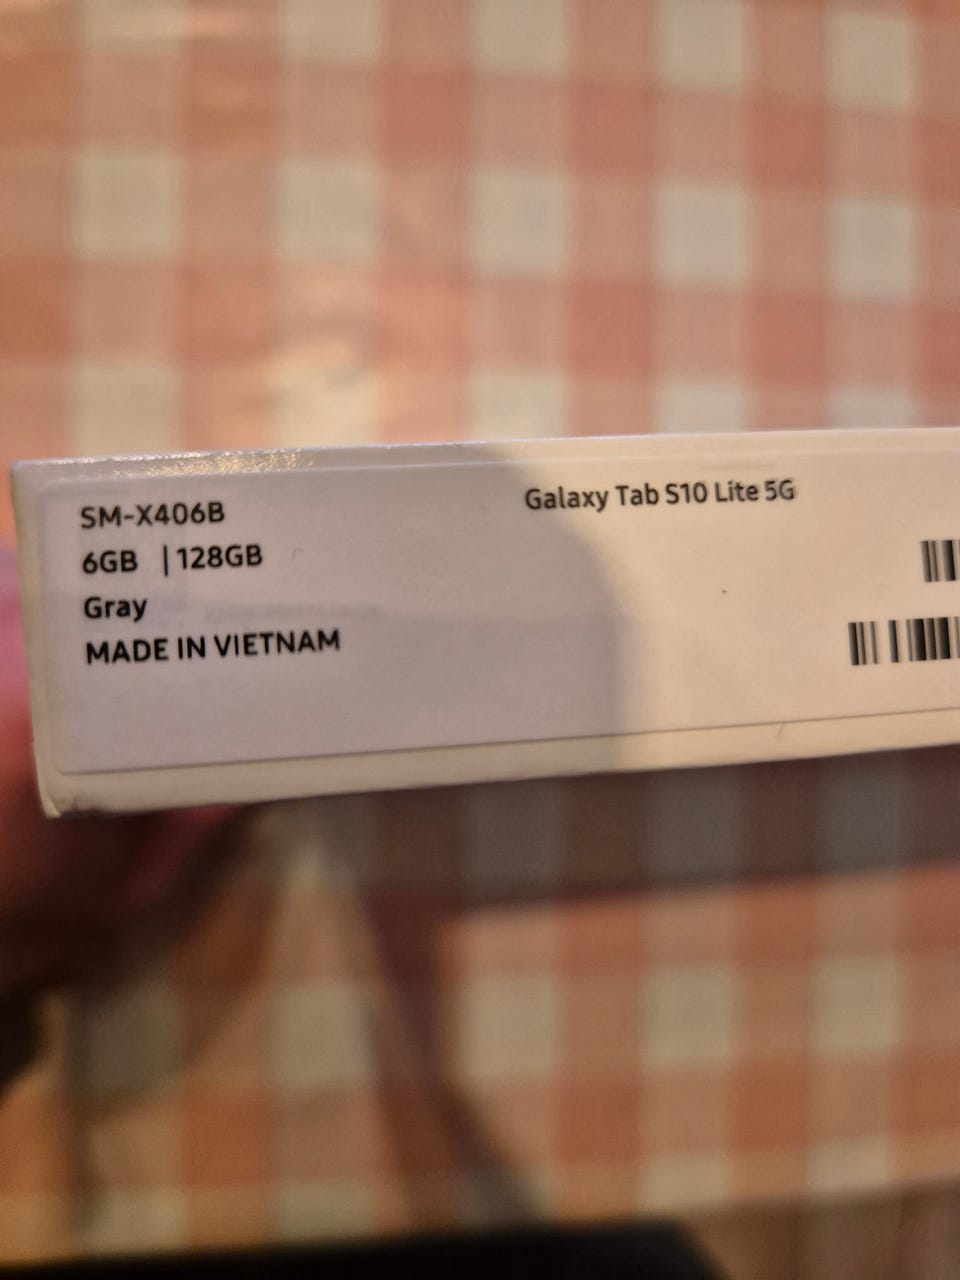 SM-X406B
Galaxy Tab S10 Lite 5G
6GB | 128GB
Gray
MADE IN VIETNAM